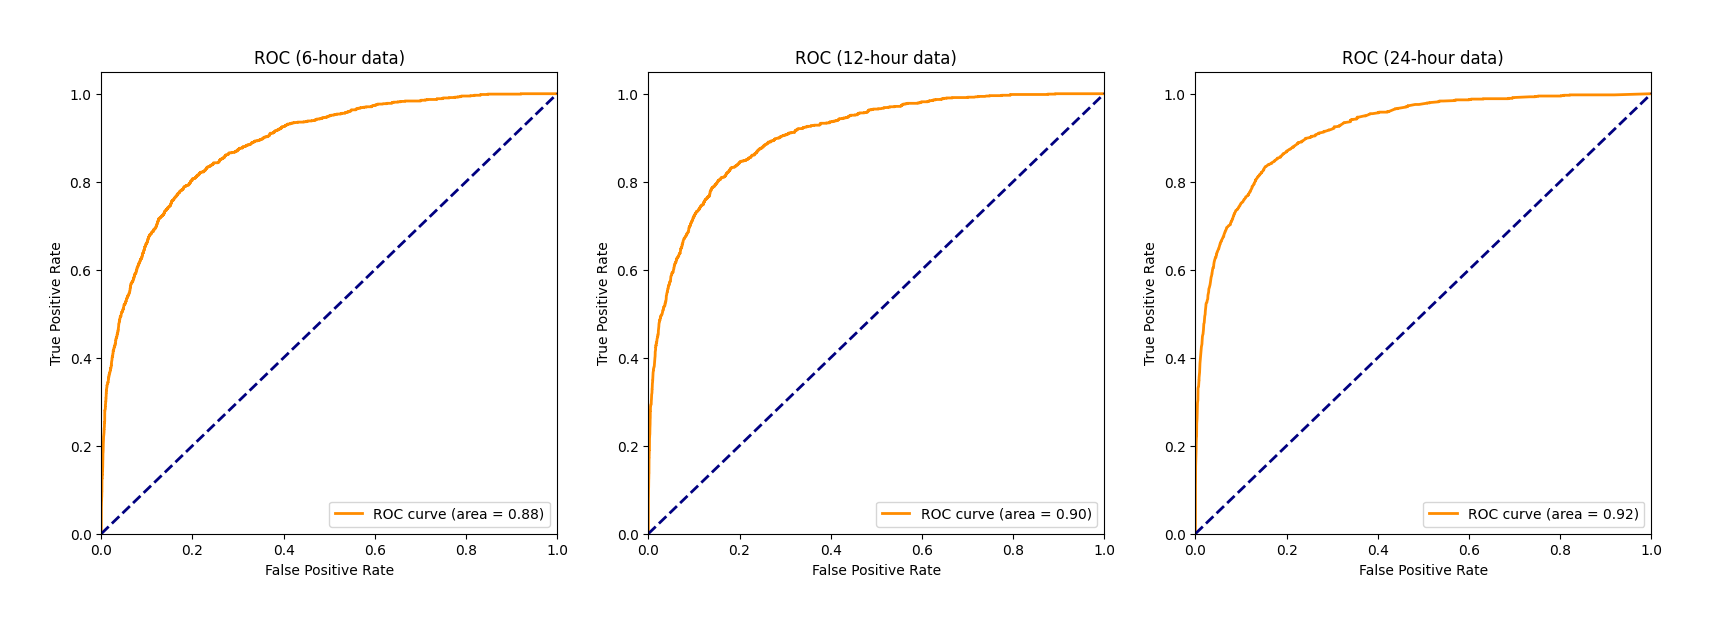 ROC (6-hour data)
1.0
0.8
0.6
0.4
0.2
0.0
True Positive Rate
ROC curve (area = 0.88)
0.0 0.2 0.4 0.6 0.8 1.0
False Positive Rate
ROC (12-hour data)
1.0
0.8
0.6
0.4
0.2
0.0
True Positive Rate
ROC curve (area = 0.90)
0.0 0.2 0.4 0.6 0.8 1.0
False Positive Rate
ROC (24-hour data)
1.0
0.8
0.6
0.4
0.2
0.0
True Positive Rate
ROC curve (area = 0.92)
0.0 0.2 0.4 0.6 0.8 1.0
False Positive Rate